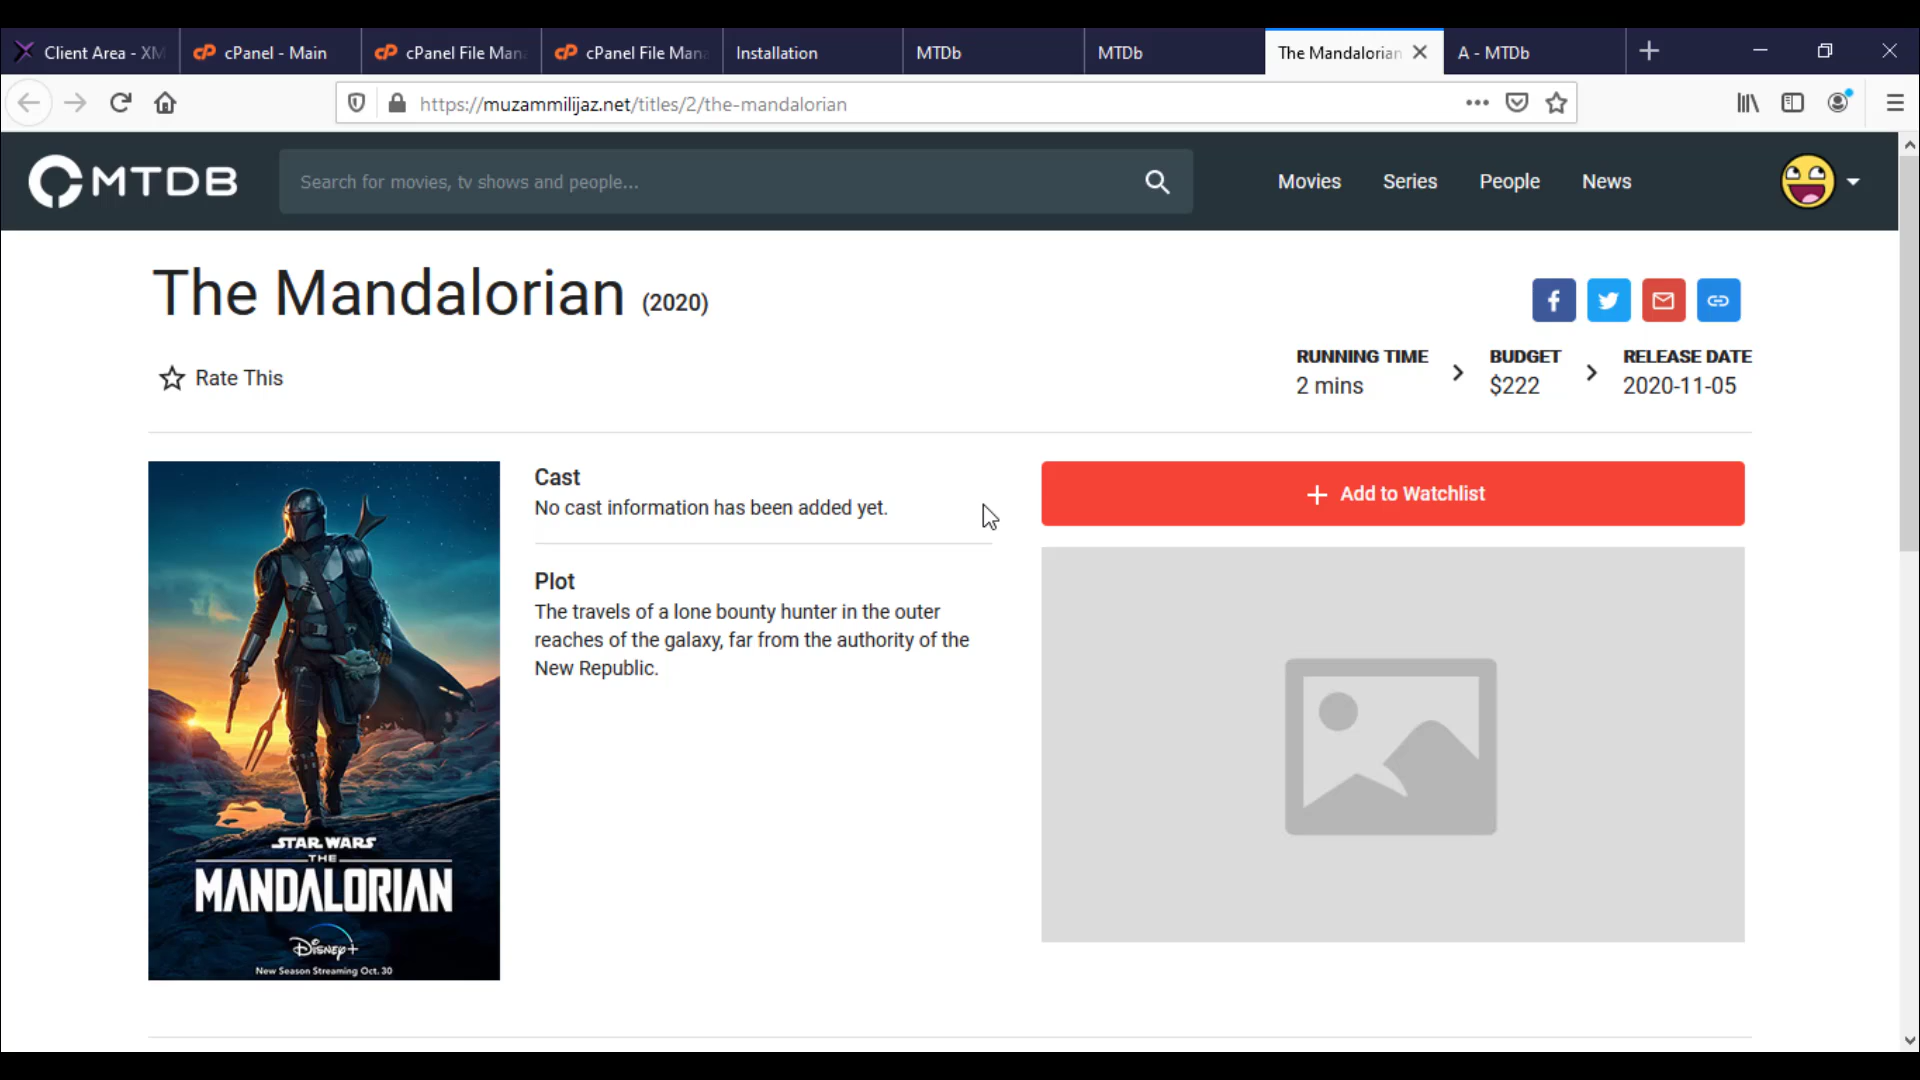 Client Area - XM
cPanel - Main
cPanel File Mana
cPanel File Mana
Installation
MTDb
MTDb
The Mandalorian
A - MTDb
https://muzammilijaz.net/titles/2/the-mandalorian
MTDB
Search for movies, tv shows and people...
Movies
Series
People
News
The Mandalorian (2020)
Rate This
RUNNING TIME
2 mins
BUDGET
$222
RELEASE DATE
2020-11-05
STAR WARS
THE
MANDALORIAN
Disney+
New Season Streaming Oct. 30
Cast
No cast information has been added yet.
Plot
The travels of a lone bounty hunter in the outer
reaches of the galaxy, far from the authority of the
New Republic.
Add to Watchlist